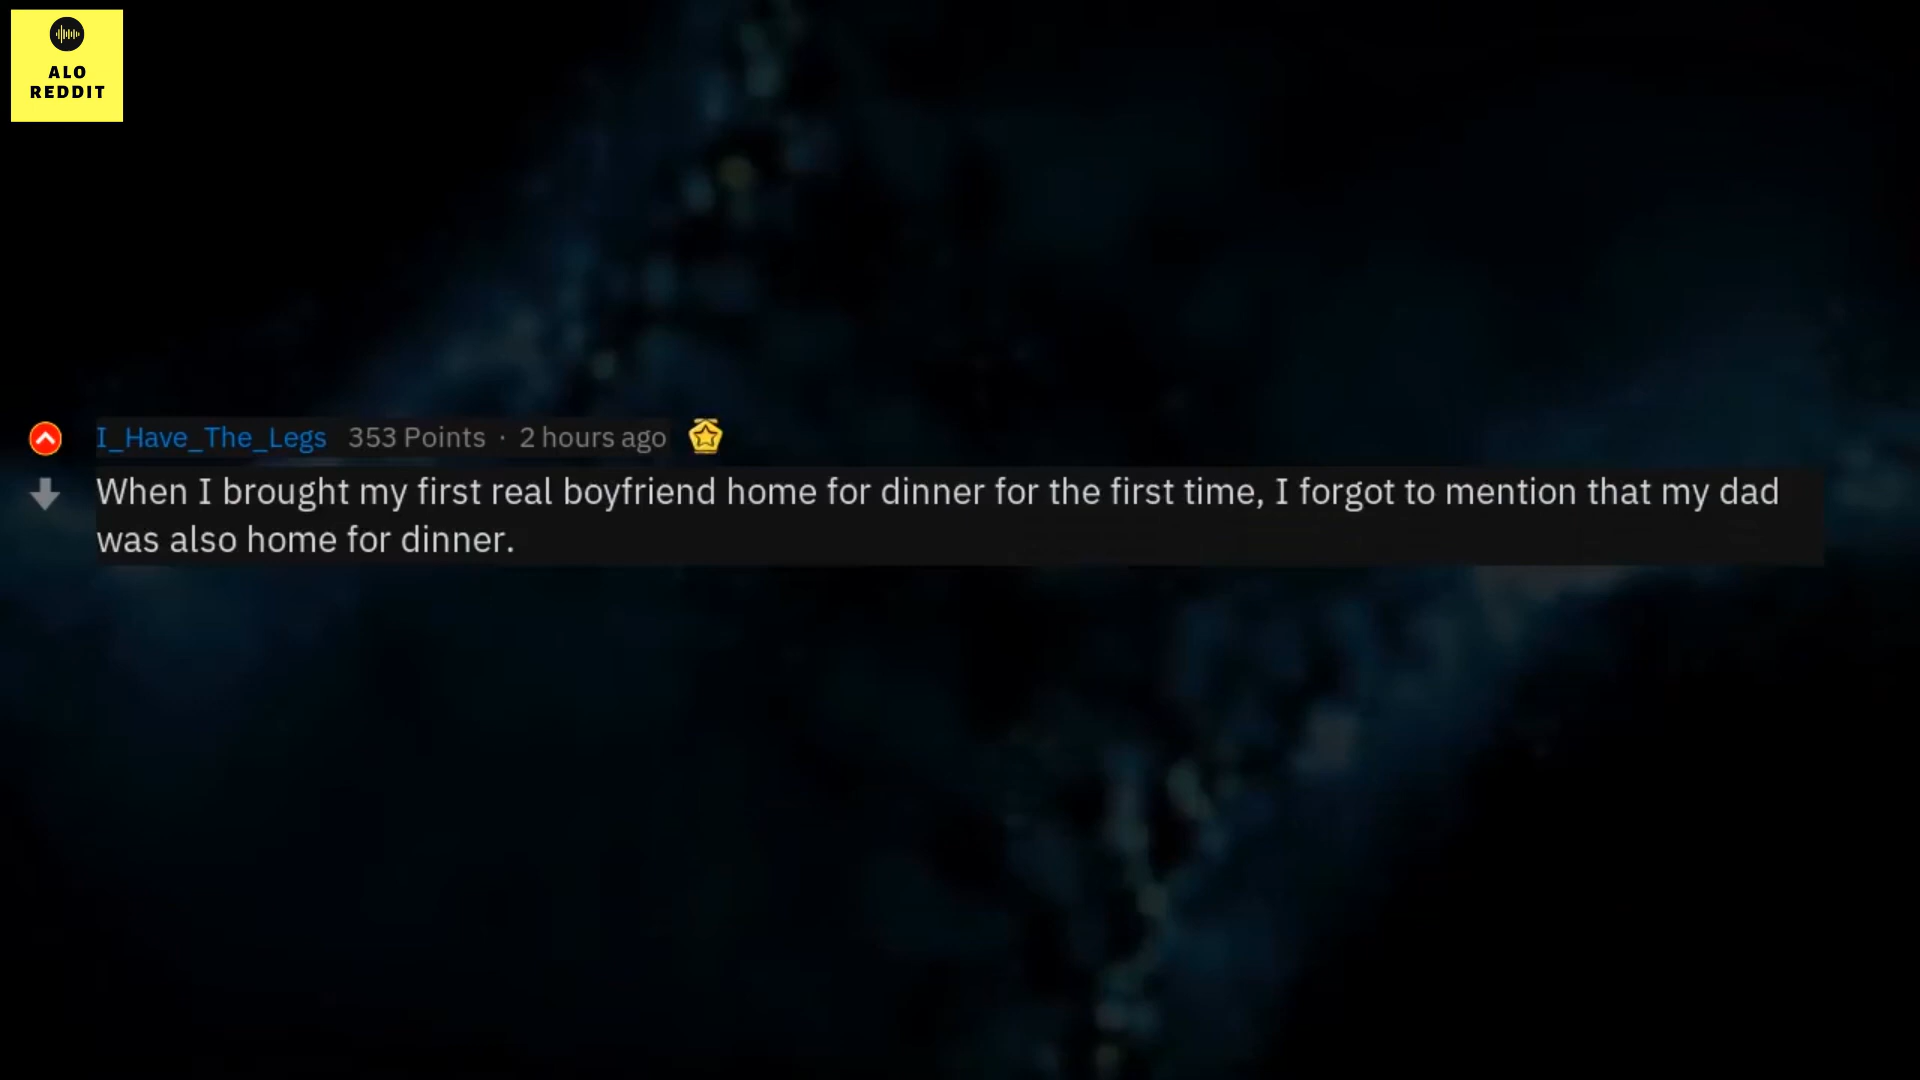 ALO
REDDIT
I_Have_The_Legs 353 Points · 2 hours ago
When I brought my first real boyfriend home for dinner for the first time, I forgot to mention that my dad
was also home for dinner.